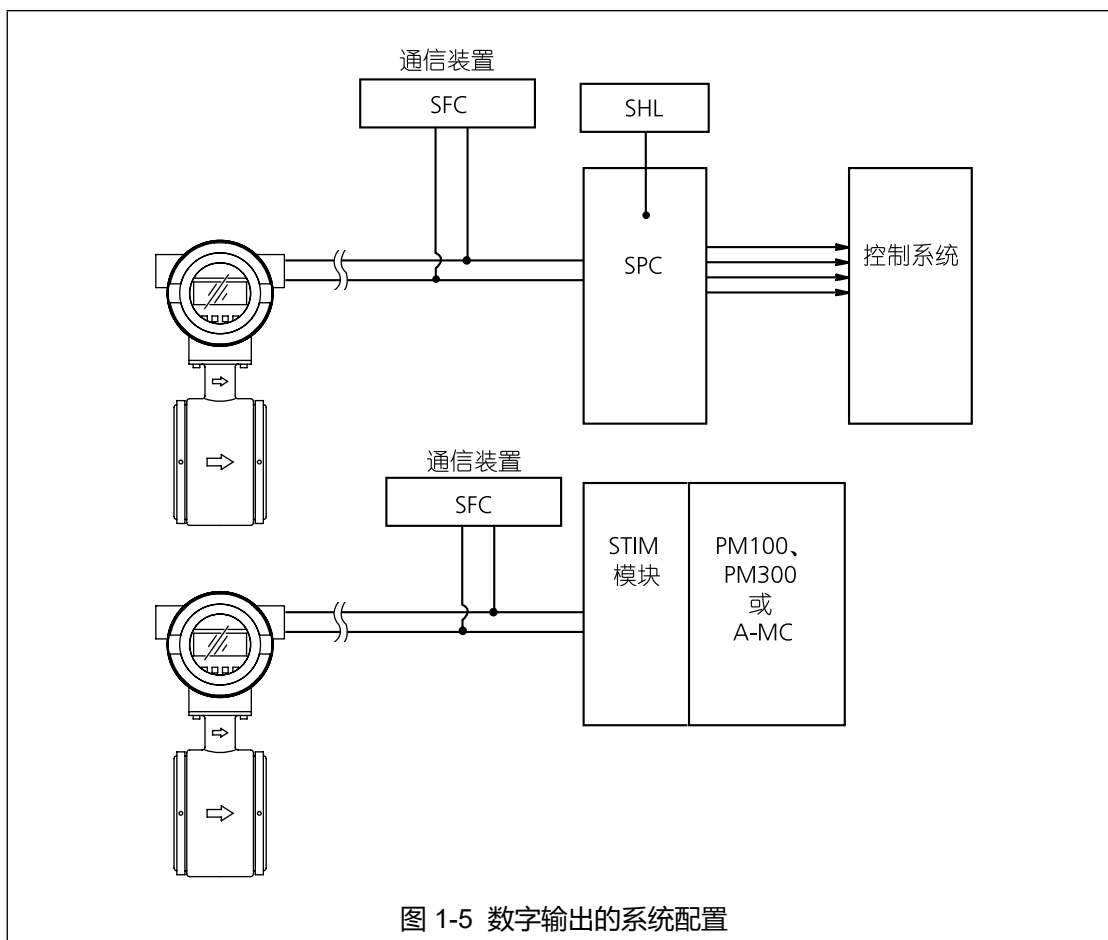 通信装置
SFC
SHL
SPC
控制系统
通信装置
SFC
STIM
模块
PM100、
PM300
或
A-MC
图 1-5 数字输出的系统配置